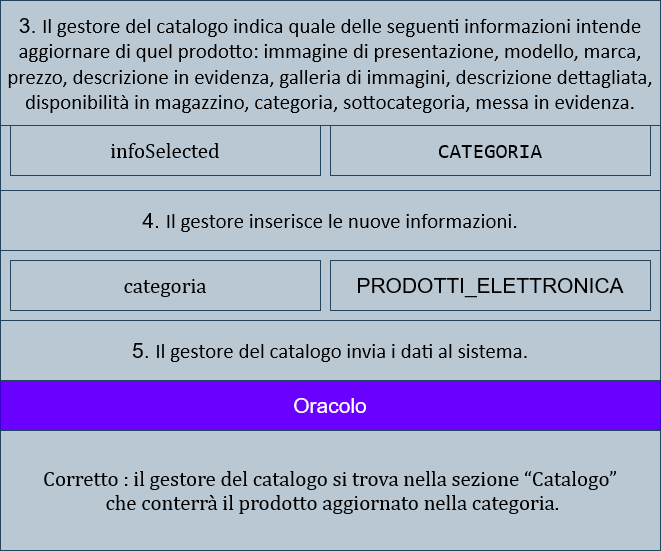 3. Il gestore del catalogo indica quale delle seguenti informazioni intende
aggiornare di quel prodotto: immagine di presentazione, modello, marca,
prezzo, descrizione in evidenza, galleria di immagini, descrizione dettagliata,
disponibilità in magazzino, categoria, sottocategoria, messa in evidenza.
infoSelected CATEGORIA
4. Il gestore inserisce le nuove informazioni.
categoria PRODOTTI_ELETTRONICA
5. Il gestore del catalogo invia i dati al sistema.
Oracolo
Corretto : il gestore del catalogo si trova nella sezione “Catalogo”
che conterrà il prodotto aggiornato nella categoria.